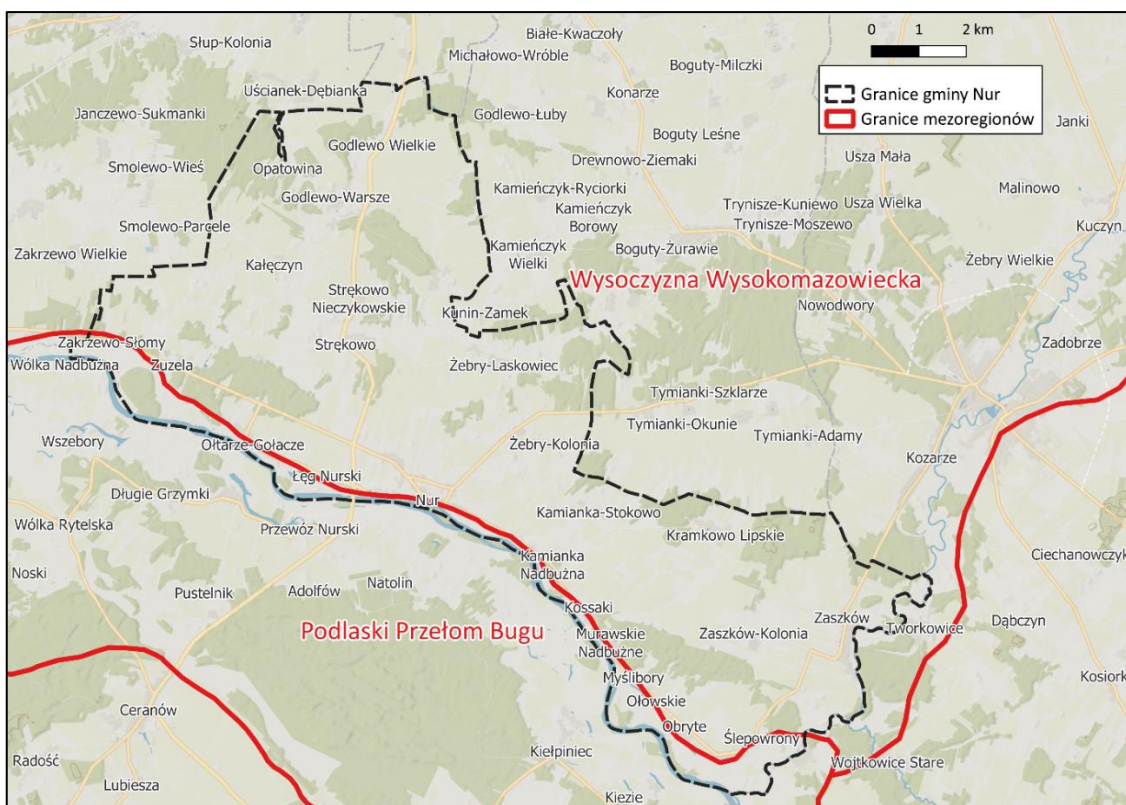 Słup-Kolonia
Białe-Kwaczoły
0 1 2 km
Michałowo-Wróble
Boguty-Milczki
Granice gminy Nur
Granice mezoregionów
Uścianek-Dębianka
Konarze
Janczewo-Sukmanki
Godlewo-Łuby
Boguty Leśne
Janki
Godlewo Wielkie
Smolewo-Wieś
Opatowina
Drewnowo-Ziemaki
Usza Mała
Godlewo-Warsze
Kamieńczyk-Ryciorki
Malinowo
Kamieńczyk
Borowy
Trynisze-Kuniewo
Usza Wielka
Trynisze-Moszewo
Smolewo-Parcele
Kuczyn
Zakrzewo Wielkie
Kałęczyn
Kamieńczyk
Wielki
Boguty-Żurawie
Żebry Wielkie
Wysoczyzna Wysokomazowiecka
Strękowo
Nieczykowskie
Kunin-Zamek
Nowodwory
Zakrzewo-Słomy
Strękowo
Zadobrze
Wólka Nadbużna
Zuzela
Żebry-Laskowiec
Tymianki-Szklarze
Wszebory
Ołtarze-Gołacze
Żebry-Kolonia
Tymianki-Okunie
Tymianki-Adamy
Kozarze
Łęg Nurski
Długie Grzymki
Nur
Kamianka-Stokowo
Wólka Rytelska
Przewóz Nurski
Kramkowo Lipskie
Ciechanowczyk
Noski
Kamianka
Nadbużna
Pustelnik
Adolfów
Natolin
Kossaki
Podlaski Przełom Bugu
Murawskie
Nadbużne
Zaszków-Kolonia
Zaszków
Tworkowice
Dąbczyn
Myślibory
Kosiork
Ołowskie
Ceranów
Obryte
Ślepowrony
Radość
Kiełpiniec
Wojtkowice Stare
Lubiesza
Kiezie